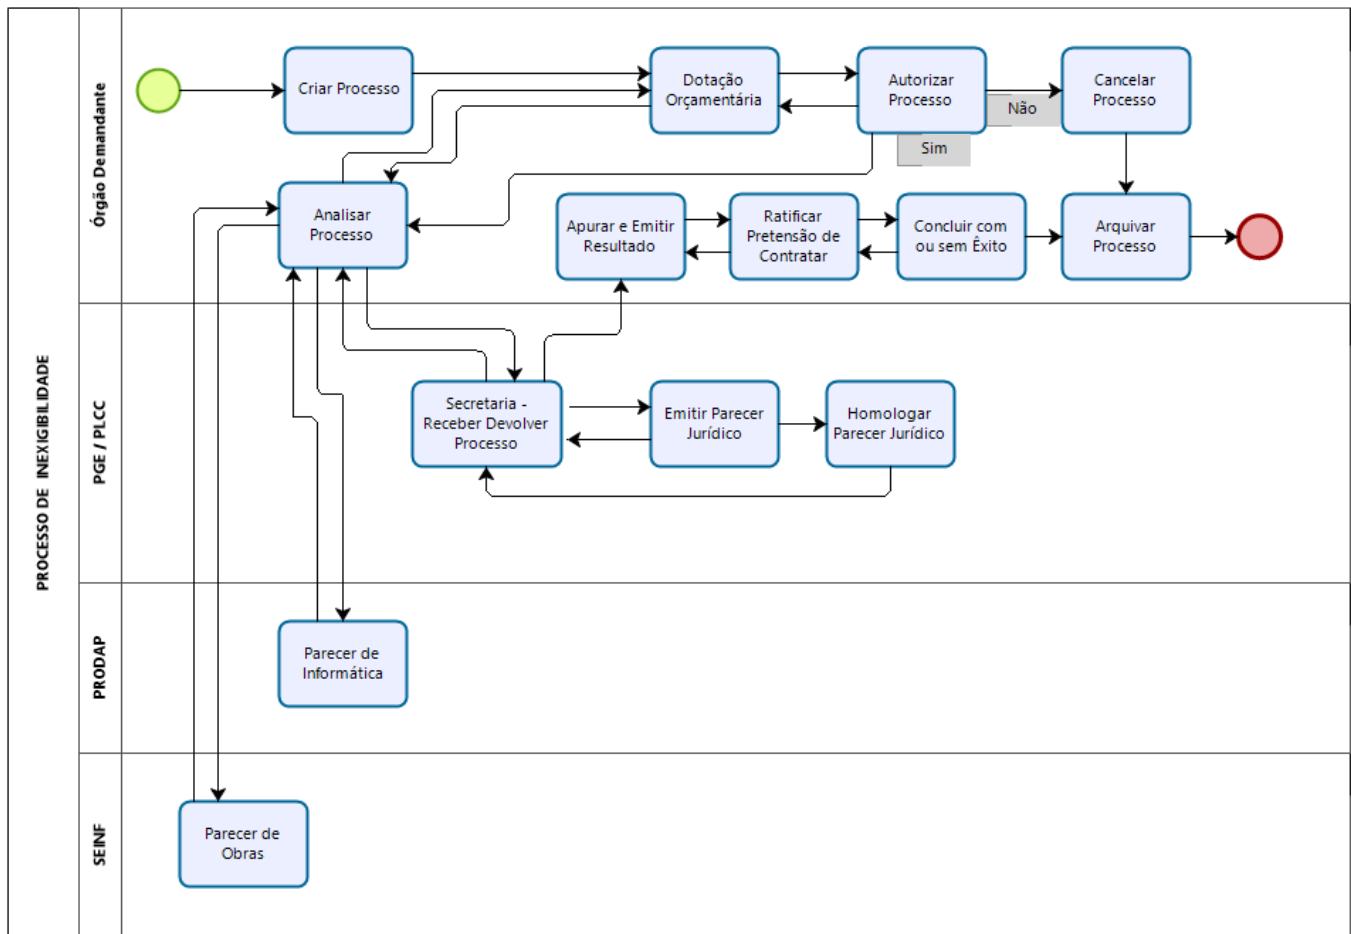 PROCESSO DE  INEXIGIBILIDADE
Órgão Demandante
Criar Processo
Dotação
Orçamentária
Autorizar
Processo
Não
Sim
Cancelar
Processo
Analisar
Processo
Apurar e Emitir
Resultado
Ratificar
Pretensão de
Contratar
Concluir com
ou sem Êxito
Arquivar
Processo
PGE / PLCC
Secretaria -
Receber Devolver
Processo
Emitir Parecer
Jurídico
Homologar
Parecer Jurídico
PRODAP
Parecer de
Informática
SEINF
Parecer de
Obras